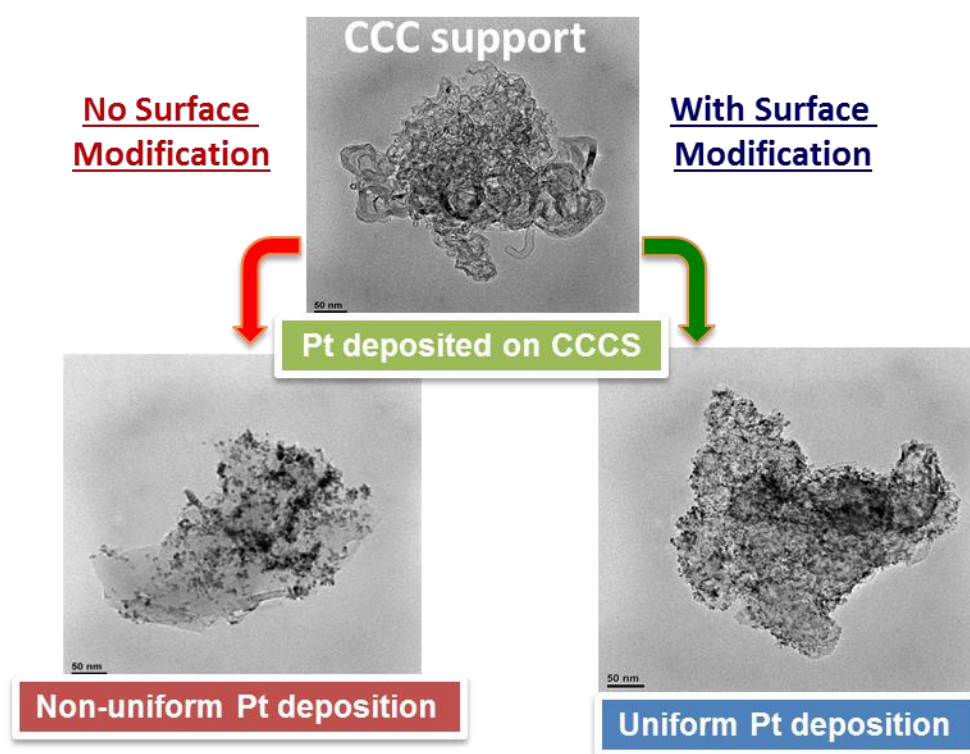 CCC support
No Surface
Modification
With Surface
Modification
50 nm
Pt deposited on CCCS
50 nm
50 nm
Non-uniform Pt deposition
Uniform Pt deposition